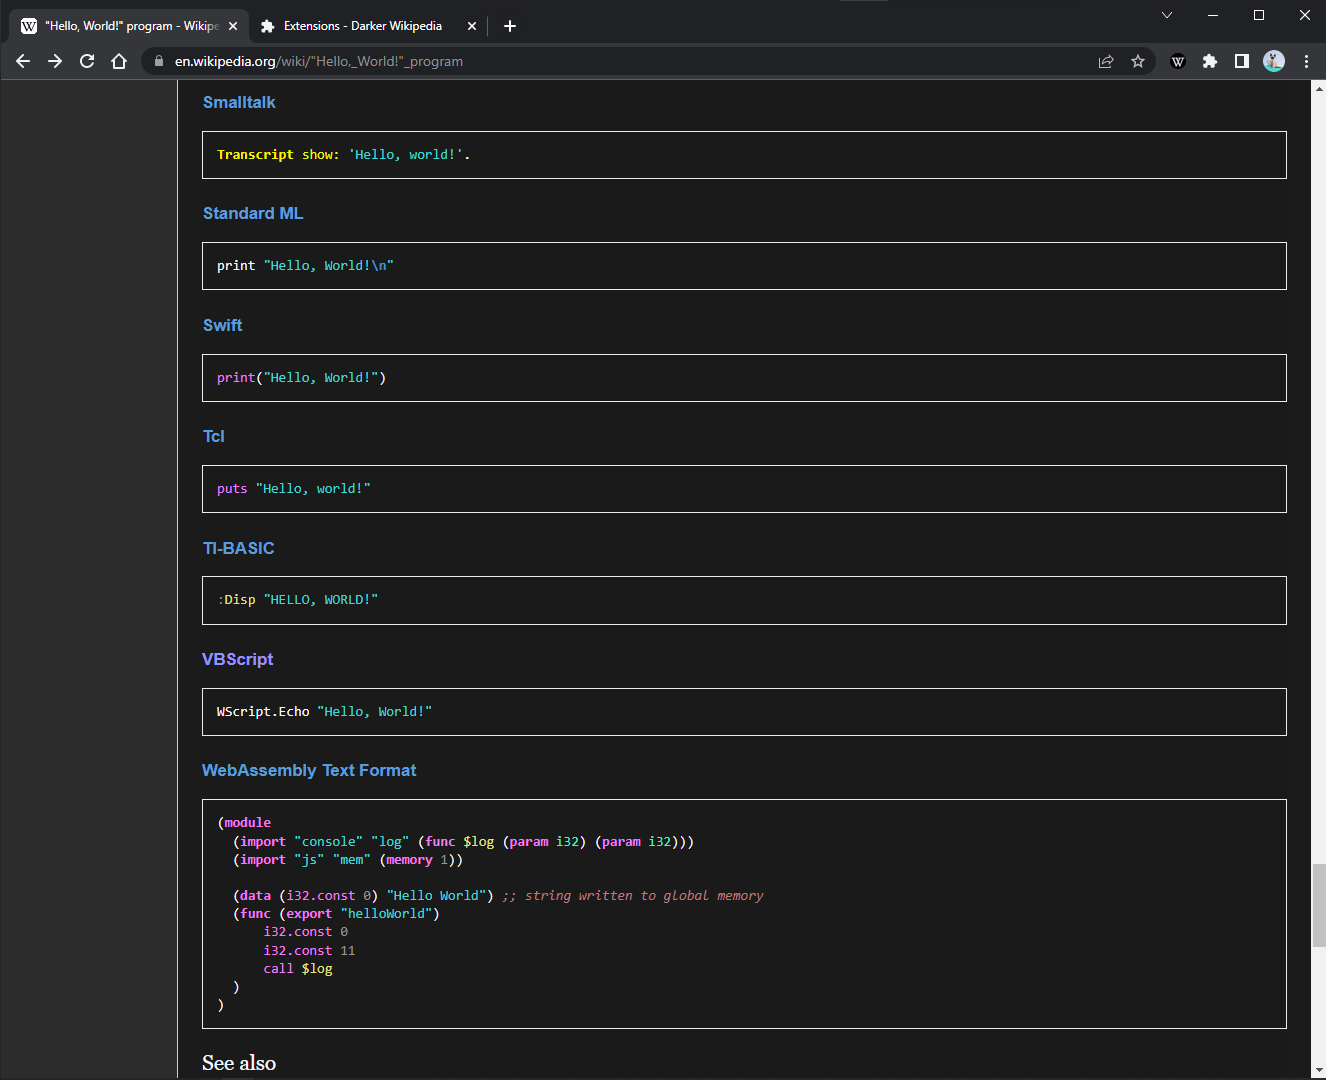 "Hello, World!" program - Wikipe
Extensions - Darker Wikipedia
en.wikipedia.org/wiki/"Hello,_World!"_program
Smalltalk
Transcript show: 'Hello, world!'.
Standard ML
print "Hello, World!\n"
Swift
print("Hello, World!")
Tcl
puts "Hello, world!"
TI-BASIC
:Disp "HELLO, WORLD!"
VBScript
WScript.Echo "Hello, World!"
WebAssembly Text Format
(module
  (import "console" "log" (func $log (param i32) (param i32)))
  (import "js" "mem" (memory 1))
  (data (i32.const 0) "Hello World") ;; string written to global memory
  (func (export "helloWorld")
      i32.const 0
      i32.const 11
      call $log
  )
)
See also